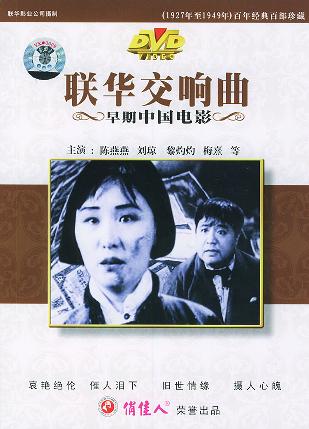 联华影业公司摄制
(1927年至1949年)百年经典百部珍藏
DVD
VIDEO
联华交响曲
早期中国电影
主演：陈燕燕 刘琼 黎灼灼 梅熹 等
哀艳绝伦 催人泪下 旧世情缘 摄人心魄
俏佳人 荣誉出品